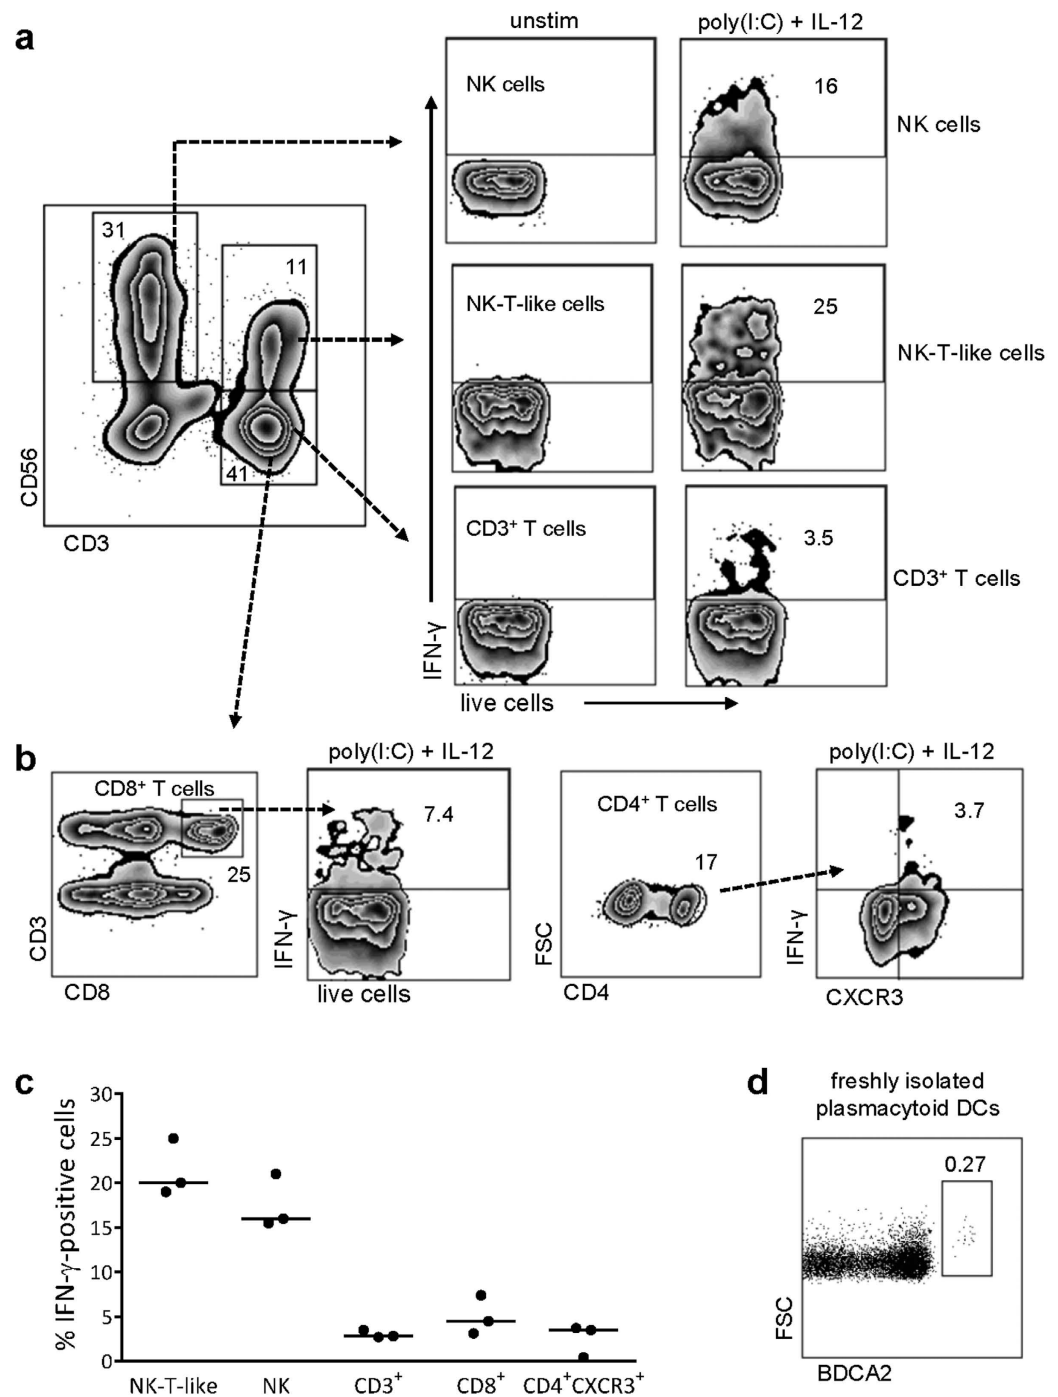 a
unstim
poly(I:C) + IL-12
NK cells
16
NK cells
31
11
NK-T-like cells
25
NK-T-like cells
41
CD56
CD3
CD3⁺ T cells
3.5
CD3⁺ T cells
IFN-γ
live cells
b
poly(I:C) + IL-12
poly(I:C) + IL-12
CD8⁺ T cells
7.4
CD4⁺ T cells
3.7
25
17
CD3
IFN-γ
FSC
IFN-γ
CD8
live cells
CD4
CXCR3
c
% IFN-γ-positive cells
30
25
20
15
10
5
0
NK-T-like
NK
CD3⁺
CD8⁺
CD4⁺CXCR3⁺
d
freshly isolated
plasmacytoid DCs
0.27
FSC
BDCA2